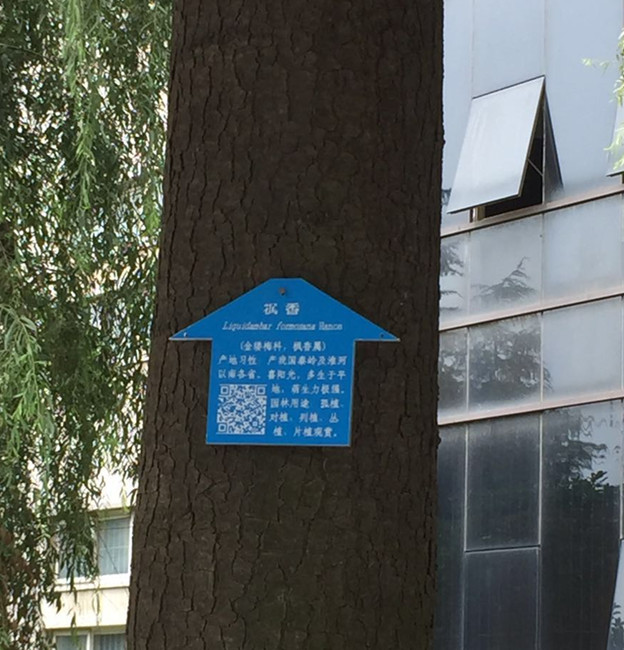 枫香
Liquidambar formosana Hance
(金缕梅科，枫香属)
产地习性 产我国秦岭及淮河
以南各省。喜阳光，多生于平
地，萌生力极强。
园林用途 孤植、
对植、列植、丛
植、片植观赏。